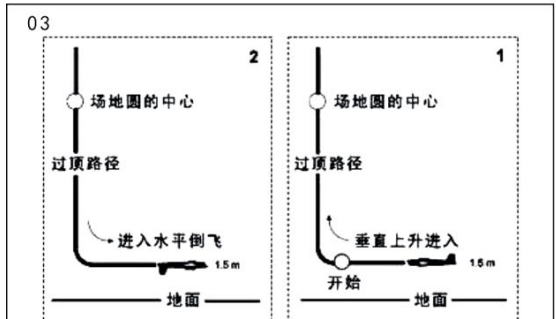 03
2
场地圆的中心
过顶路径
进入水平倒飞
1.5 m
地面
1
场地圆的中心
过顶路径
垂直上升进入
1.5 m
开始
地面